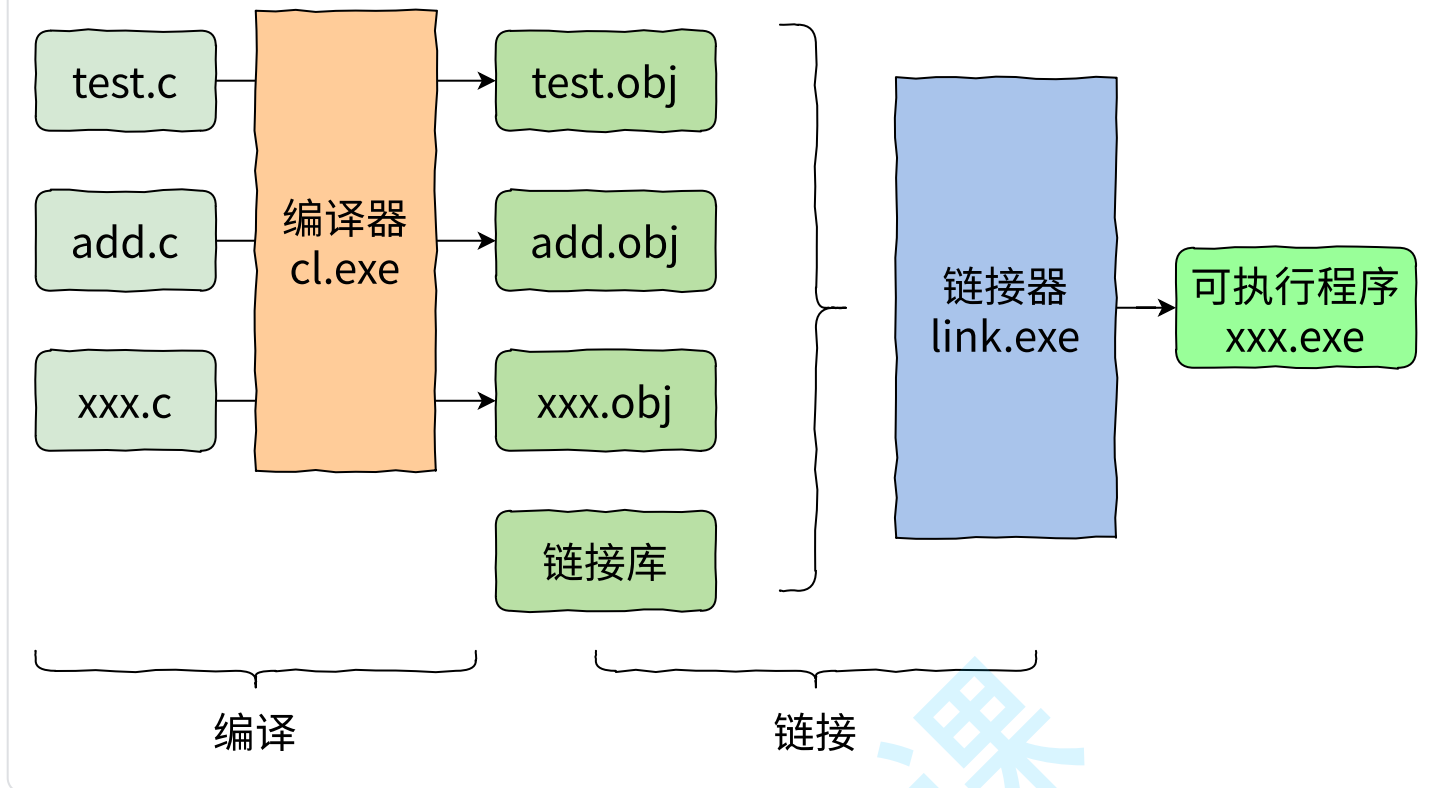 test.c
test.obj
add.c
编译器
cl.exe
add.obj
链接器
link.exe
可执行程序
xxx.exe
xxx.c
xxx.obj
链接库
编译
链接
课